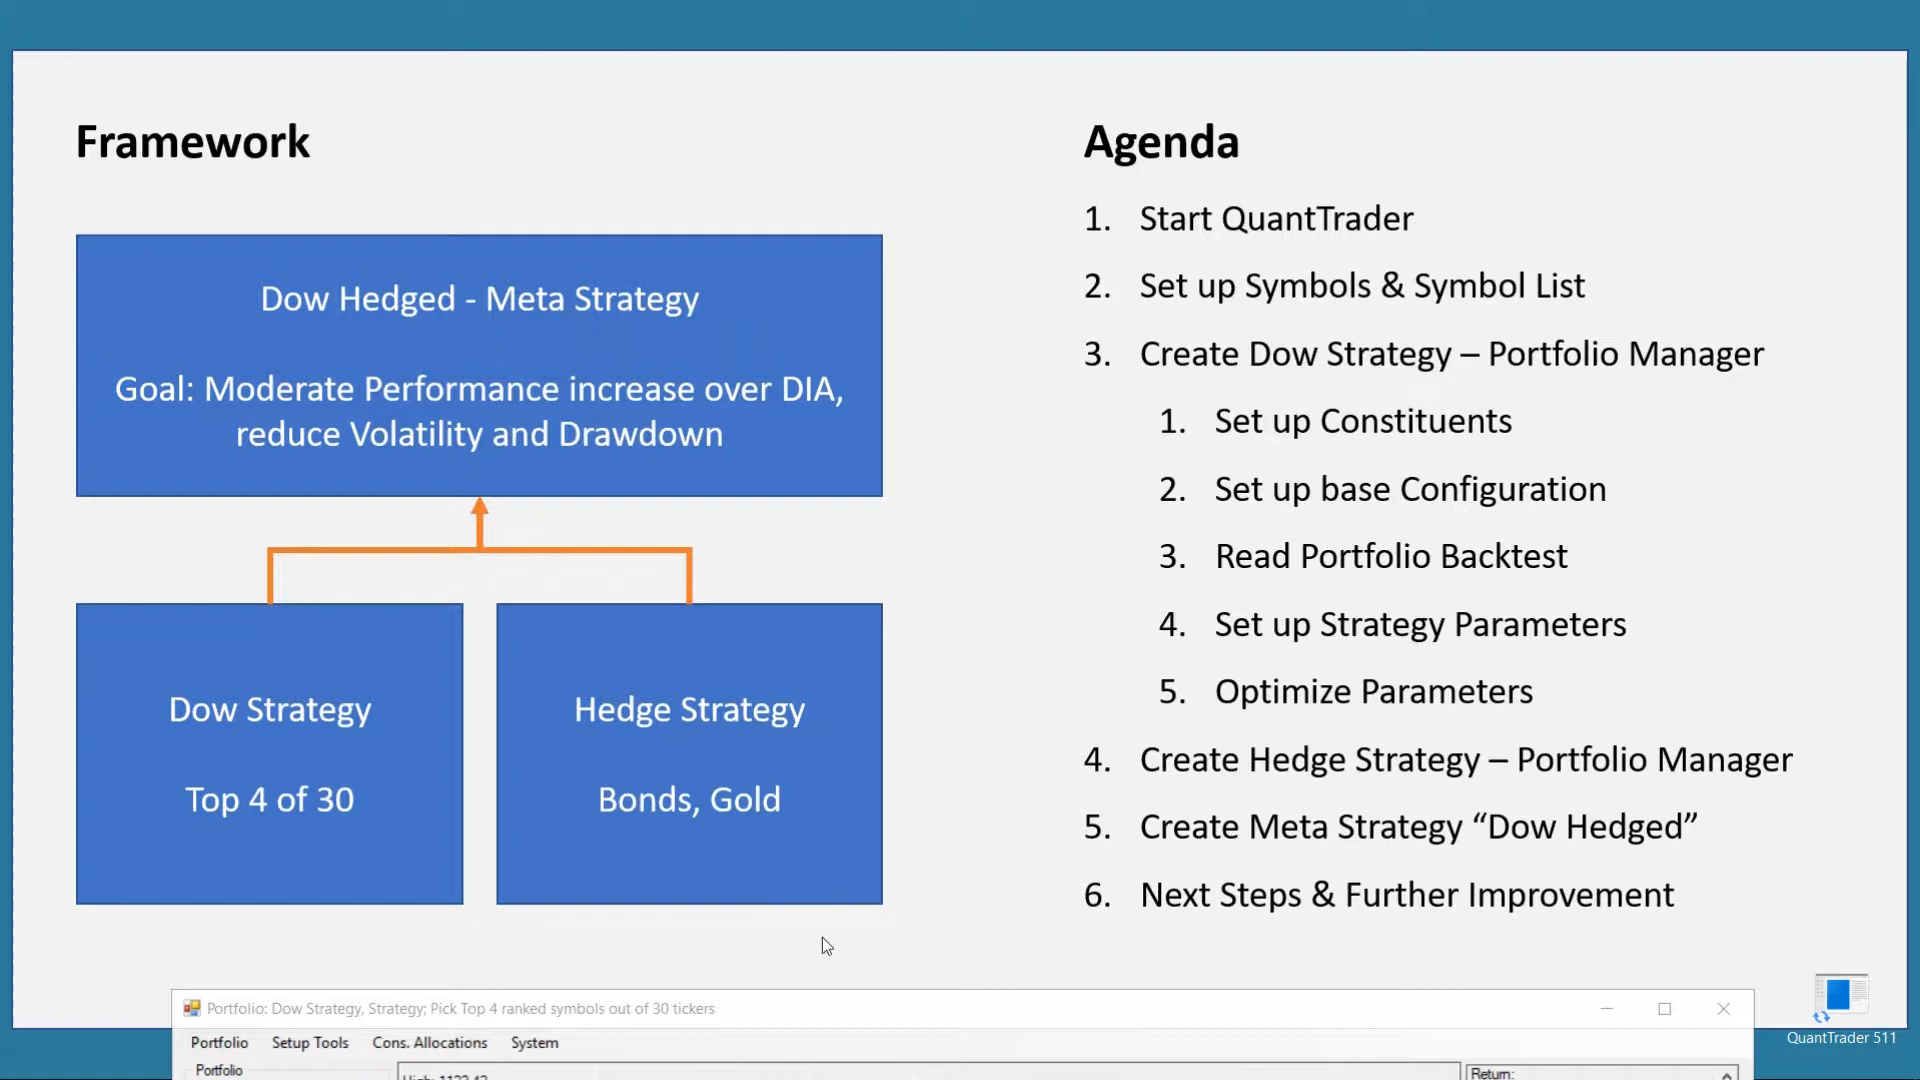 Framework
Dow Hedged - Meta Strategy
Goal: Moderate Performance increase over DIA,
reduce Volatility and Drawdown
Dow Strategy
Top 4 of 30
Hedge Strategy
Bonds, Gold
Agenda
1. Start QuantTrader
2. Set up Symbols & Symbol List
3. Create Dow Strategy – Portfolio Manager
1. Set up Constituents
2. Set up base Configuration
3. Read Portfolio Backtest
4. Set up Strategy Parameters
5. Optimize Parameters
4. Create Hedge Strategy – Portfolio Manager
5. Create Meta Strategy “Dow Hedged”
6. Next Steps & Further Improvement
QuantTrader 511
Portfolio: Dow Strategy, Strategy; Pick Top 4 ranked symbols out of 30 tickers
Portfolio Setup Tools Cons. Allocations System
Portfolio
Return: